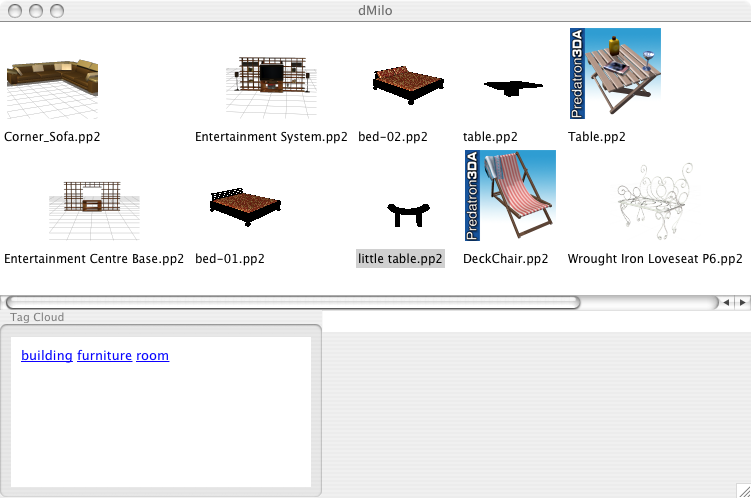 dMilo
Predatron3DA
Corner_Sofa.pp2
Entertainment System.pp2
bed-02.pp2
table.pp2
Table.pp2
Predatron3DA
Entertainment Centre Base.pp2
bed-01.pp2
little table.pp2
DeckChair.pp2
Wrought Iron Loveseat P6.pp2
Tag Cloud
building furniture room